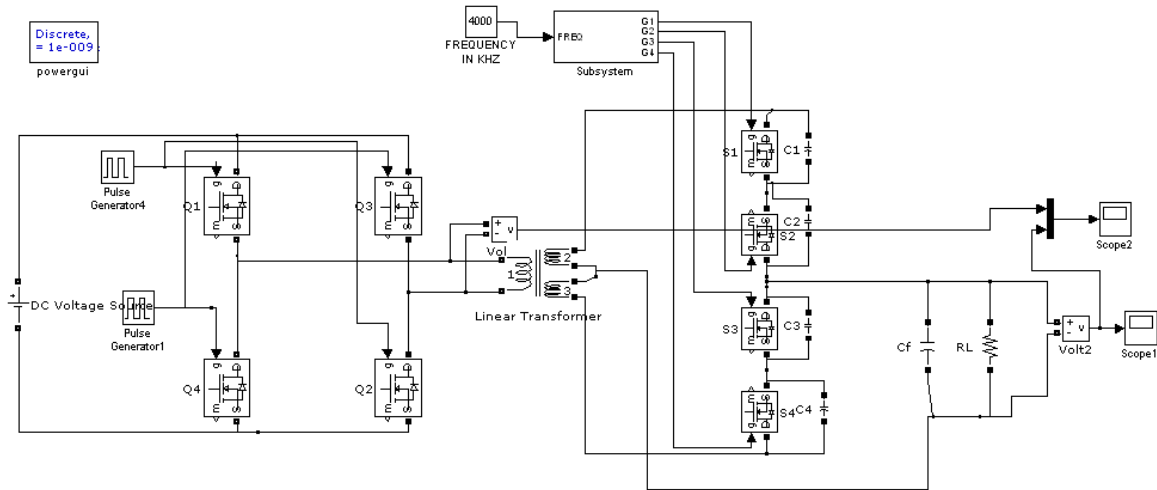 Discrete,
= 1e-009
powergui
4000
FREQUENCY
IN KHZ
FREQ
G1
G2
G3
G4
Subsystem
Pulse
Generator4
g
D
m
s
Q1
g
D
m
s
Q3
DC Voltage Source
Pulse
Generator1
g
D
m
s
Q4
g
D
m
s
Q2
+
-
v
Vol
1
2
3
Linear Transformer
g
D
m
s
S1
C1
m
s
g
D
S2
C2
g
D
m
s
S3
C3
m
s
g
D
S4
C4
Cf
RL
+
-
v
Volt2
Scope2
Scope1